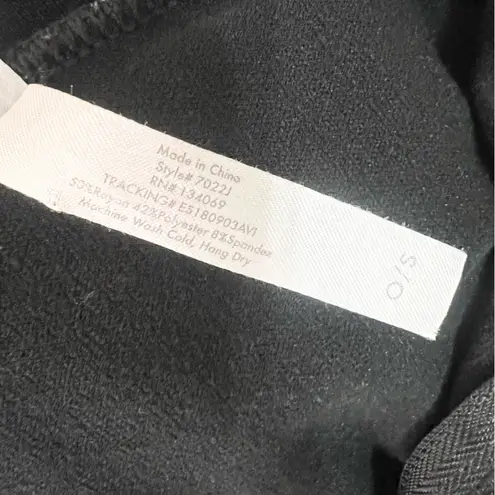 Made in China
Style# 7022J
RN# 134069
TRACKING# ES180903AVI
50%Rayon 42%Polyester 8%Spandex
Machine Wash Cold, Hang Dry
O/S